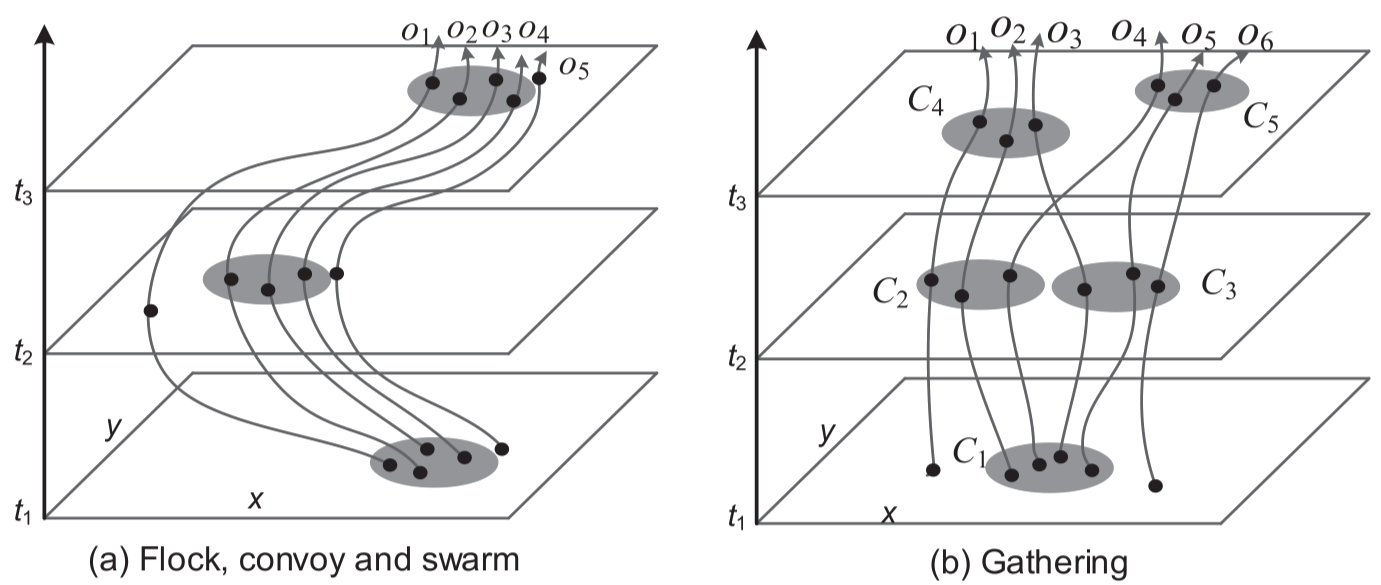 o1 o2 o3 o4
o5
t3
t2
y
x
t1
(a) Flock, convoy and swarm
o1 o2 o3 o4 o5 o6
C4
C5
t3
C2
C3
t2
y
C1
x
t1
(b) Gathering